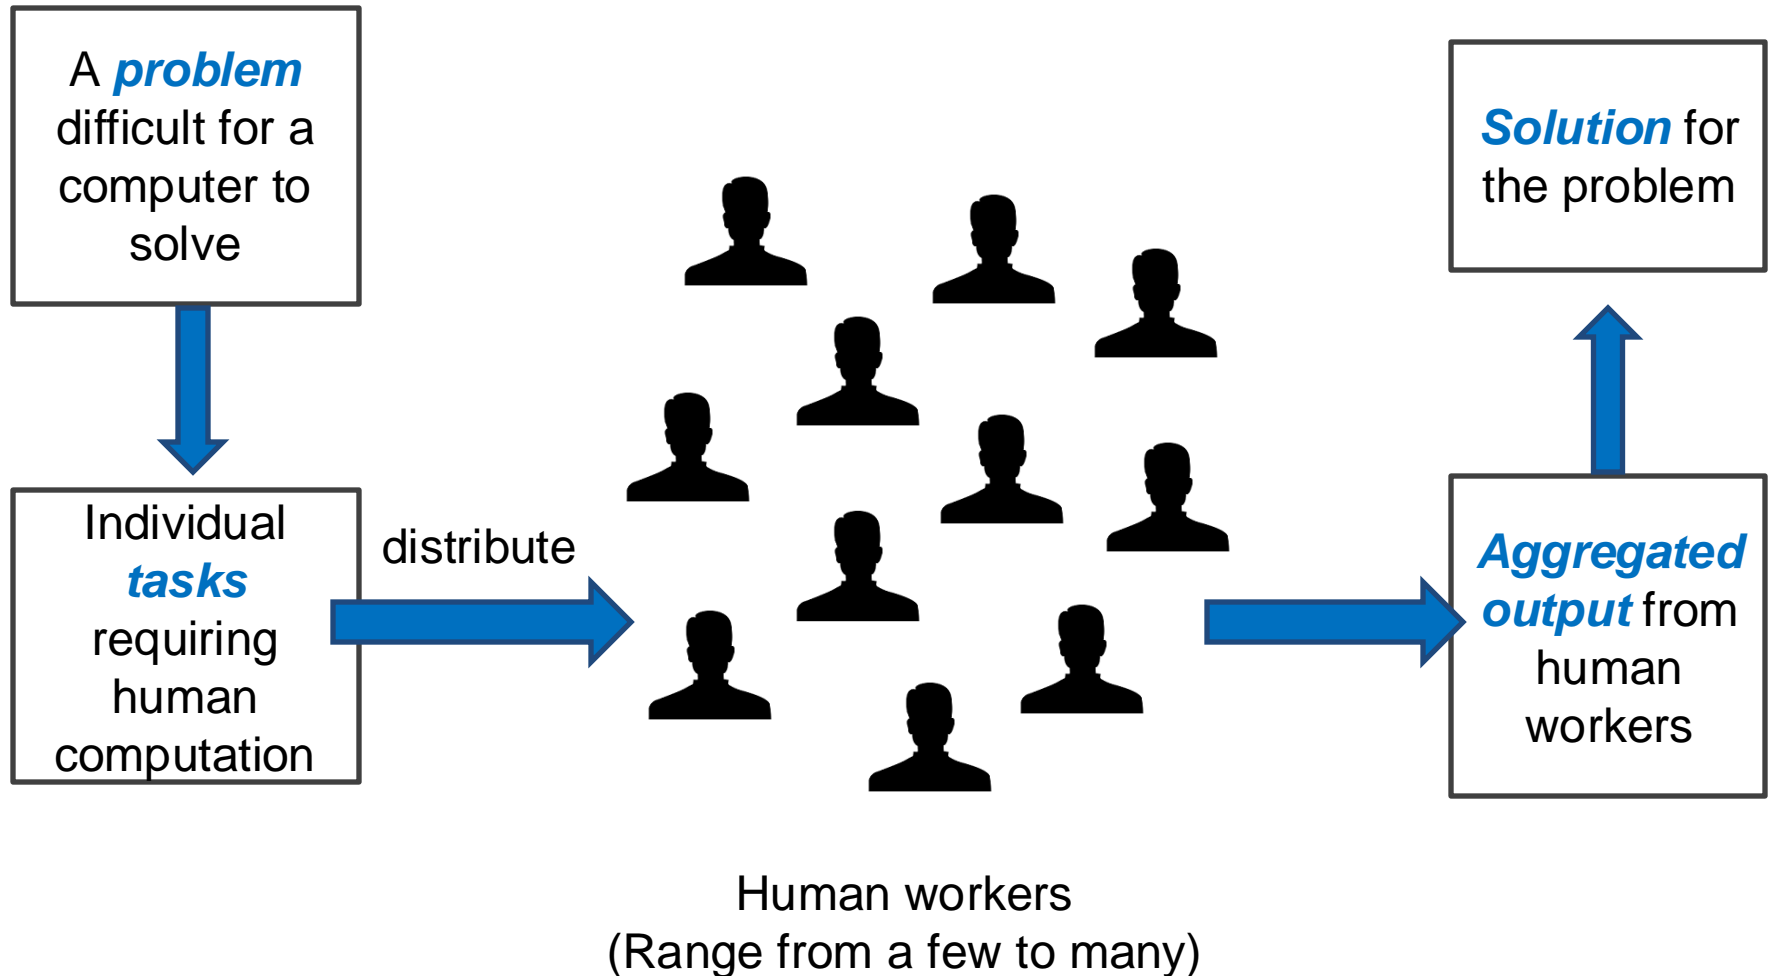 A problem
difficult for a
computer to
solve
Individual
tasks
requiring
human
computation
distribute
Human workers
(Range from a few to many)
Aggregated
output from
human
workers
Solution for
the problem